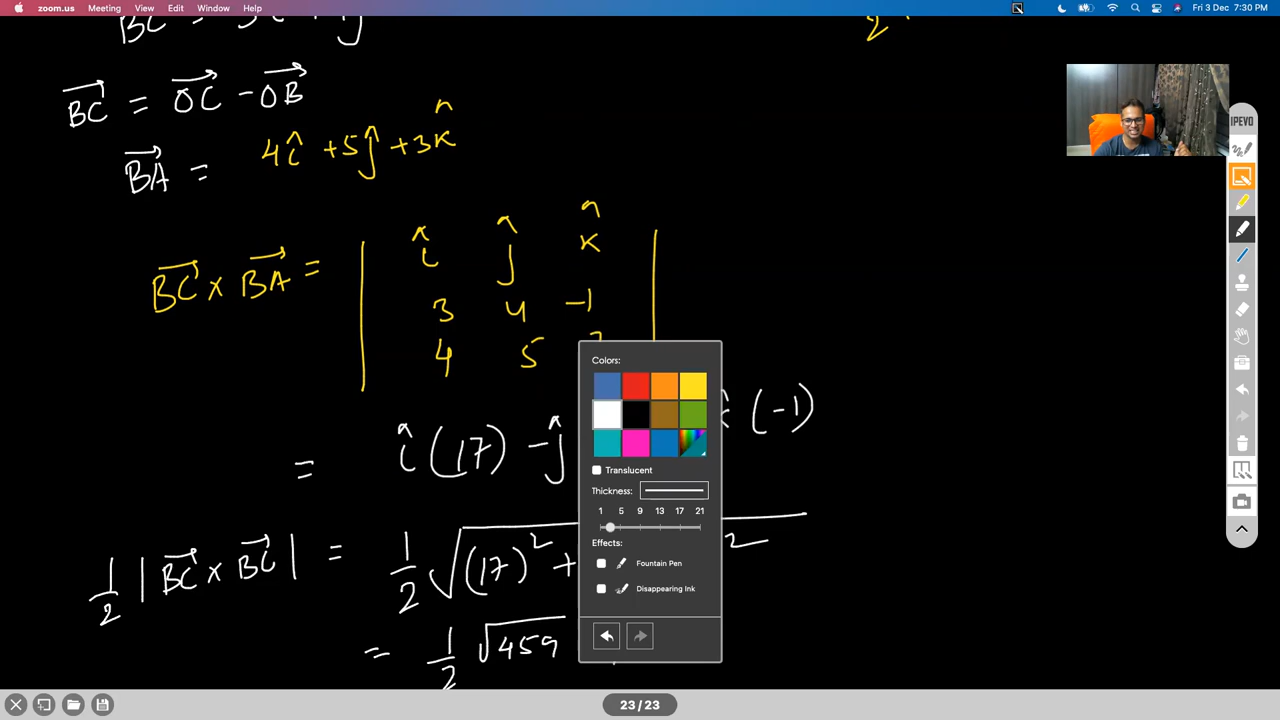 zoom.us Meeting View Edit Window Help Fri 3 Dec 7:30 PM
BC =
2
BC = OC - OB
BA = 4î + 5ĵ + 3k̂
IPEVO
BC × BA = | î ĵ k̂ |
3 4 -1
4 5
Colors:
= î (17) - ĵ (-1)
Translucent
Thickness:
1 5 9 13 17 21
Effects:
1/2 | BC × BC | = 1/2 √(17)² + 2
Fountain Pen
Disappearing Ink
= 1/2 √459
23 / 23